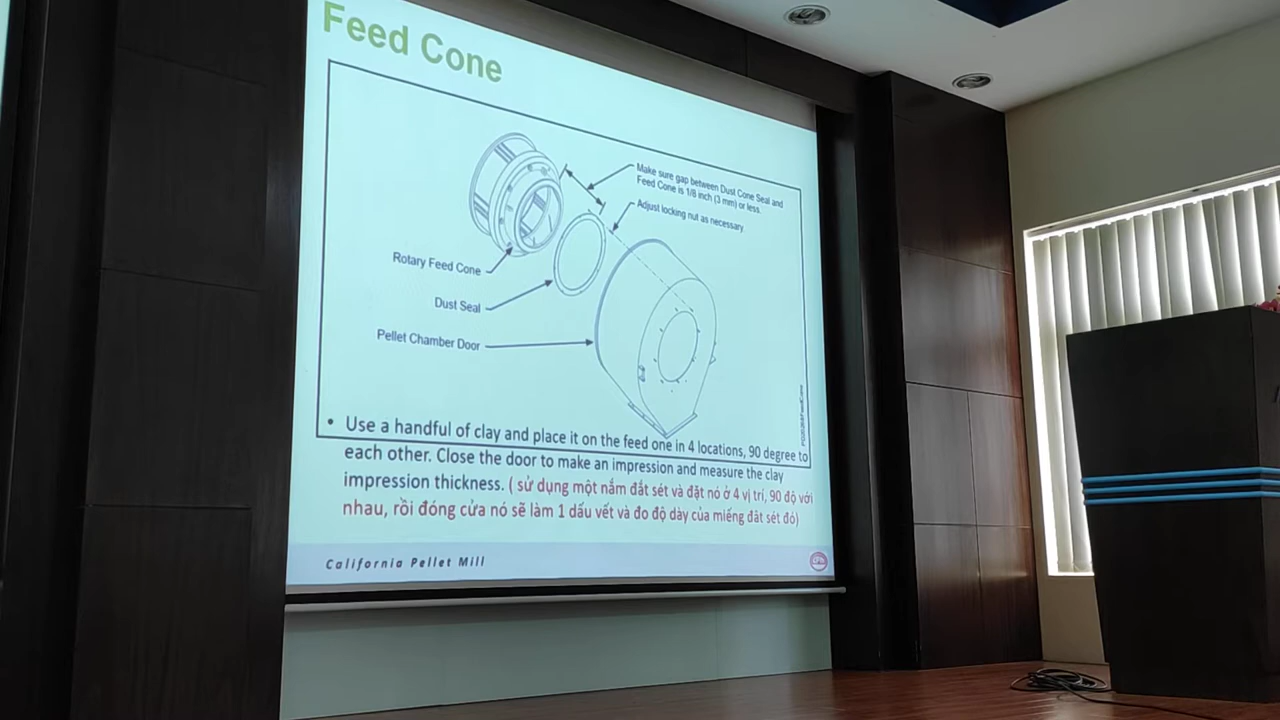 Feed Cone
Make sure gap between Dust Cone Seal and
Feed Cone is 1/8 inch (3 mm) or less.
Adjust locking nut as necessary
Rotary Feed Cone
Dust Seal
Pellet Chamber Door
• Use a handful of clay and place it on the feed one in 4 locations, 90 degree to
each other. Close the door to make an impression and measure the clay
impression thickness. ( sử dụng một nắm đắt sét và đặt nó ở 4 vị trí, 90 độ với
nhau, rồi đóng cửa nó sẽ làm 1 dấu vết và đo độ dày của miếng đât sét đó)
California Pellet Mill